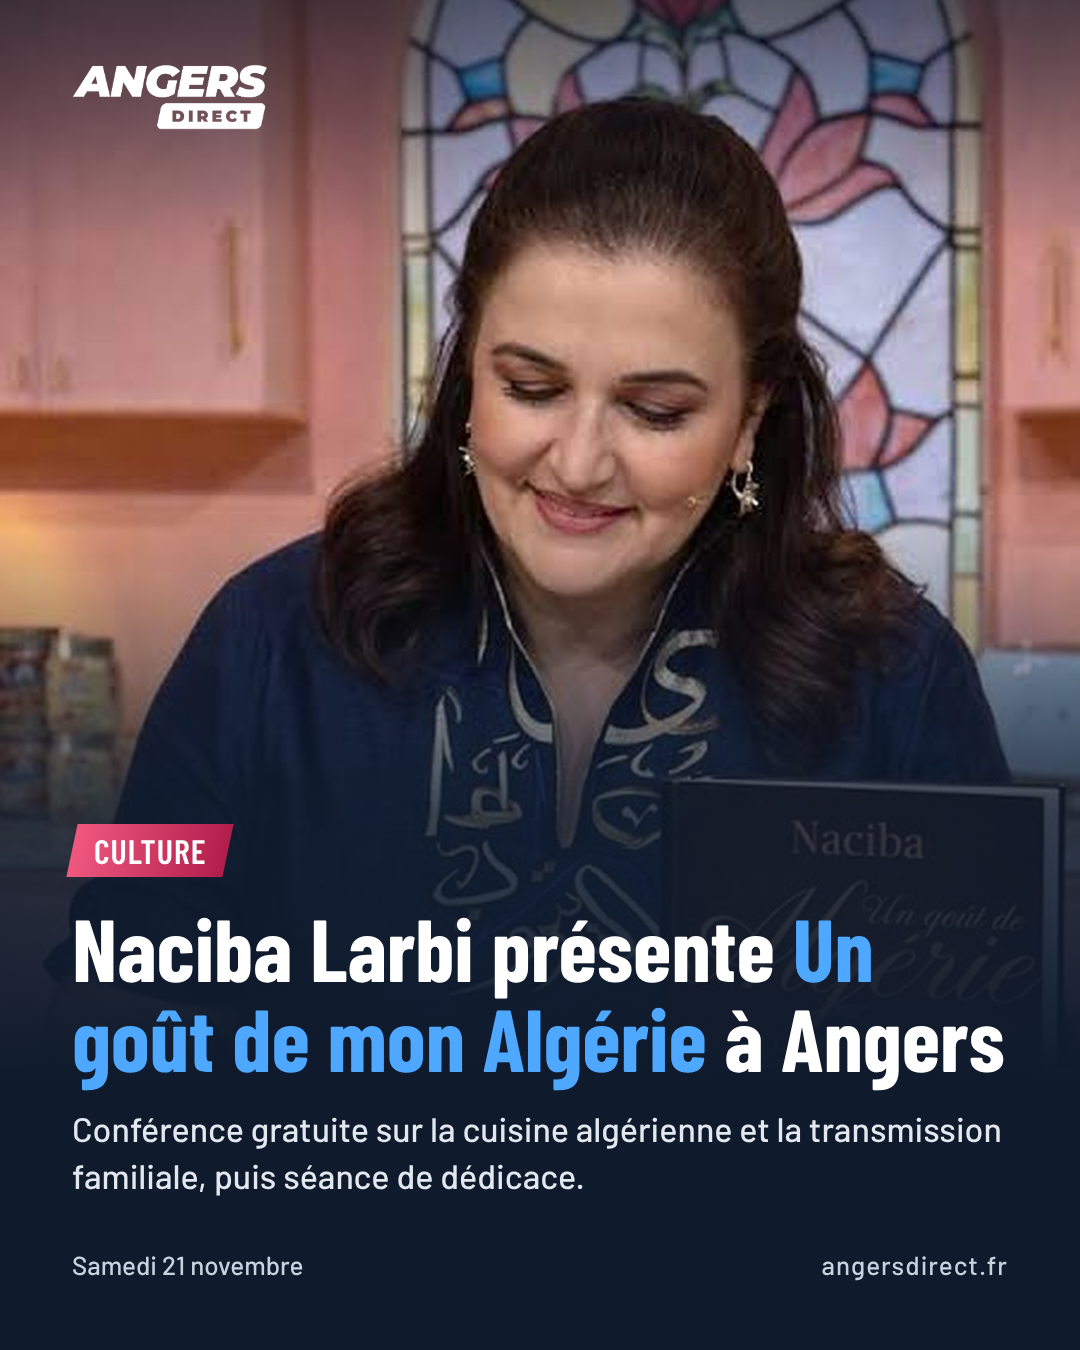 ANGERS
DIRECT
Naciba
Un goût de
Algérie
CULTURE
Naciba Larbi présente Un
goût de mon Algérie à Angers
Conférence gratuite sur la cuisine algérienne et la transmission
familiale, puis séance de dédicace.
Samedi 21 novembre
angersdirect.fr